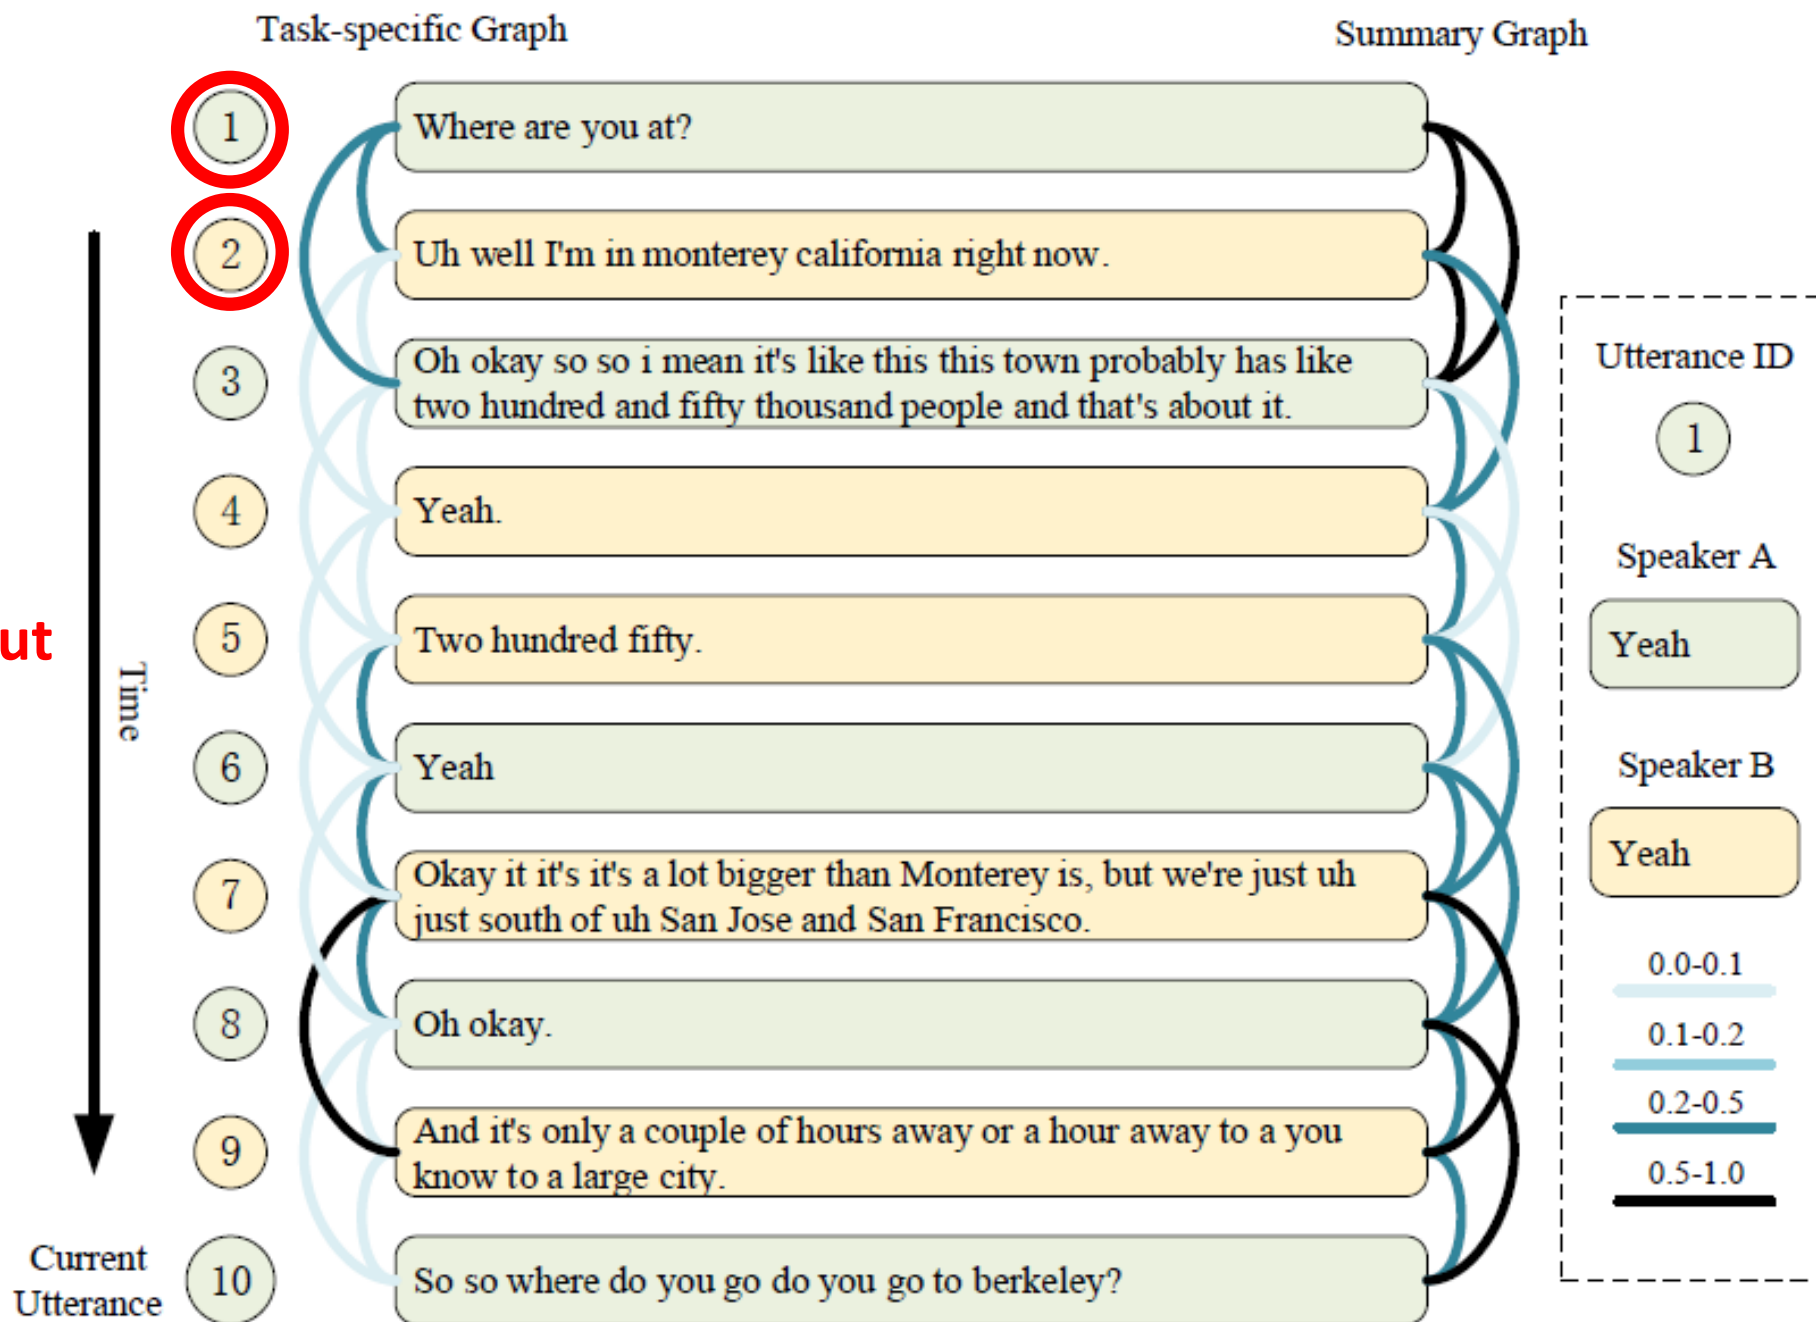 Task-specific Graph
Summary Graph
1
Where are you at?
2
Uh well I'm in monterey california right now.
3
Oh okay so so i mean it's like this this town probably has like
two hundred and fifty thousand people and that's about it.
4
Yeah.
5
Two hundred fifty.
6
Yeah
7
Okay it it's it's a lot bigger than Monterey is, but we're just uh
just south of uh San Jose and San Francisco.
8
Oh okay.
9
And it's only a couple of hours away or a hour away to a you
know to a large city.
Current
Utterance
10
So so where do you go do you go to berkeley?
ut
Time
Utterance ID
1
Speaker A
Yeah
Speaker B
Yeah
0.0-0.1
0.1-0.2
0.2-0.5
0.5-1.0